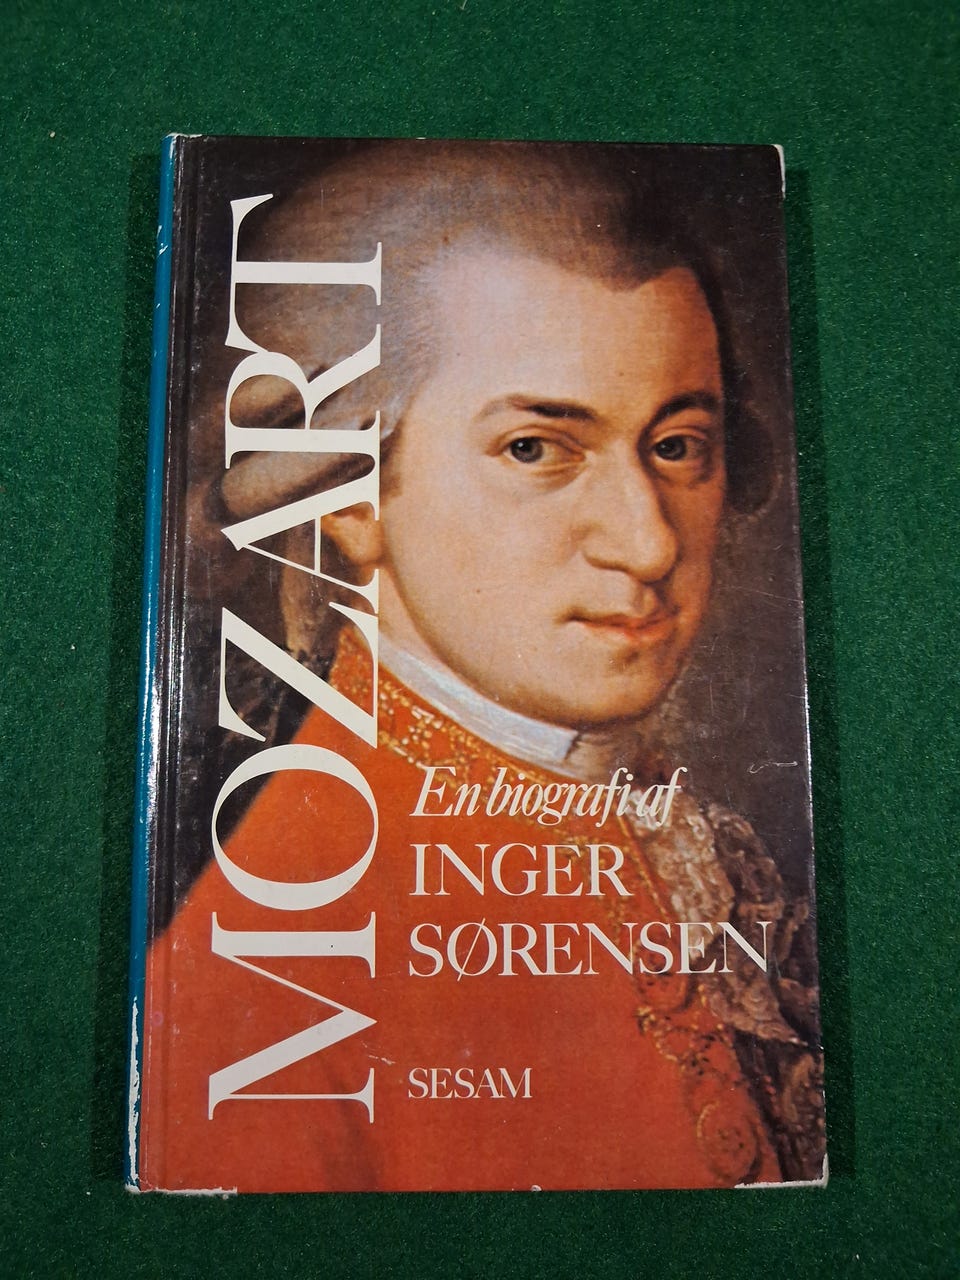 MOZART
En biografi af
INGER
SØRENSEN
SESAM